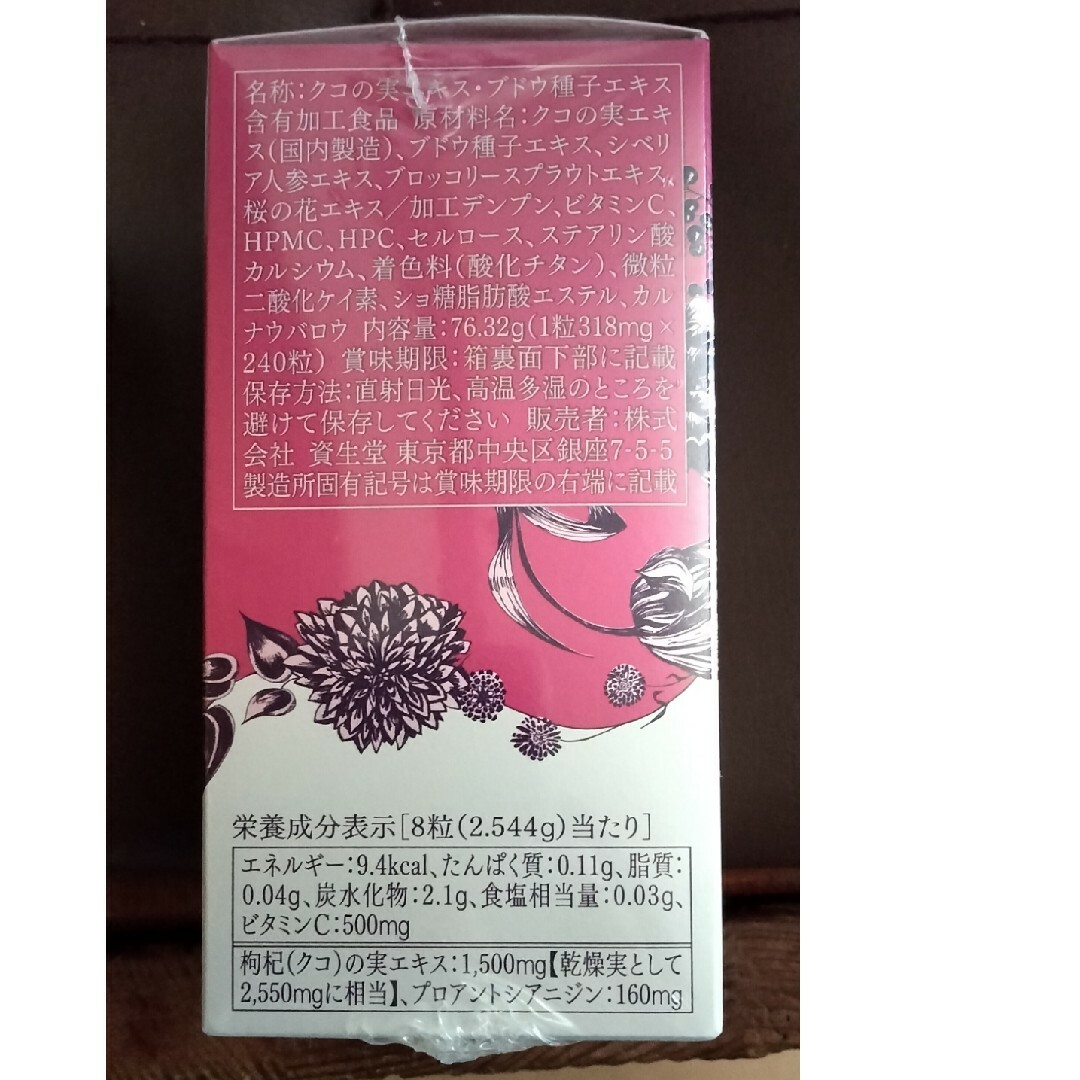 名称:クコの実エキス・ブドウ種子エキス
含有加工食品 原材料名:クコの実エキ
ス(国内製造)、ブドウ種子エキス、シベリ
ア人参エキス、ブロッコリースプラウトエキス、
桜の花エキス/加工デンプン、ビタミンC、
HPMC、HPC、セルロース、ステアリン酸
カルシウム、着色料(酸化チタン)、微粒
二酸化ケイ素、ショ糖脂肪酸エステル、カル
ナウバロウ 内容量:76.32g(1粒318mg×
240粒) 賞味期限:箱裏面下部に記載
保存方法:直射日光、高温多湿のところを
避けて保存してください 販売者:株式
会社 資生堂 東京都中央区銀座7-5-5
製造所固有記号は賞味期限の右端に記載
栄養成分表示[8粒(2.544g)当たり]
エネルギー:9.4kcal、たんぱく質:0.11g、脂質:
0.04g、炭水化物:2.1g、食塩相当量:0.03g、
ビタミンC:500mg
枸杞(クコ)の実エキス:1,500mg【乾燥実として
2,550mgに相当】、プロアントシアニジン:160mg